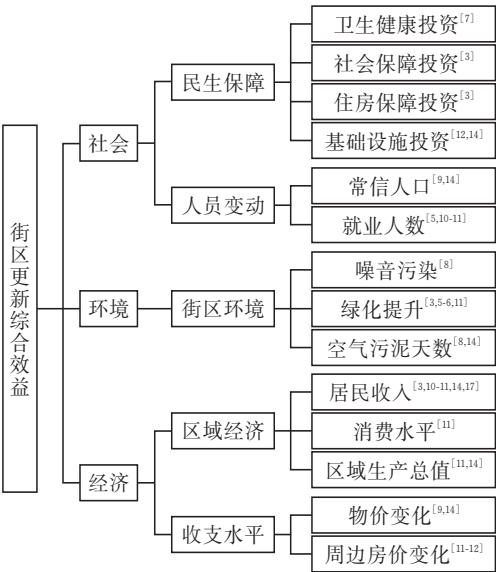 街区更新综合效益
社会
民生保障
卫生健康投资[7]
社会保障投资[3]
住房保障投资[3]
基础设施投资[12,14]
人员变动
常信人口[9,14]
就业人数[5,10-11]
环境
街区环境
噪音污染[8]
绿化提升[3,5-6,11]
空气污泥天数[8,14]
经济
区域经济
居民收入[3,10-11,14,17]
消费水平[11]
区域生产总值[11,14]
收支水平
物价变化[9,14]
周边房价变化[11-12]